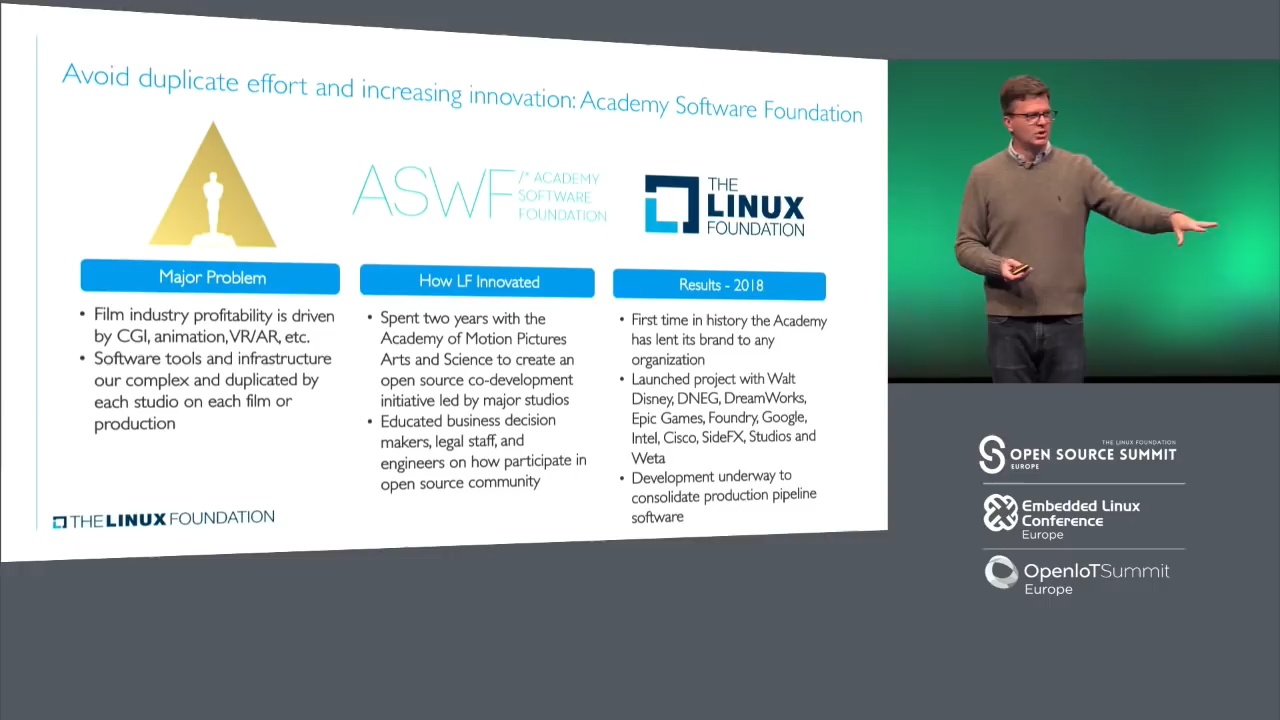 Avoid duplicate effort and increasing innovation: Academy Software Foundation
ASWF
/* ACADEMY
SOFTWARE
FOUNDATION
THE
LINUX
FOUNDATION
Major Problem
• Film industry profitability is driven
by CGI, animation, VR/AR, etc.
• Software tools and infrastructure
our complex and duplicated by
each studio on each film or
production
How LF Innovated
• Spent two years with the
Academy of Motion Pictures
Arts and Science to create an
open source co-development
initiative led by major studios
• Educated business decision
makers, legal staff, and
engineers on how participate in
open source community
Results - 2018
• First time in history the Academy
has lent its brand to any
organization
• Launched project with Walt
Disney, DNEG, DreamWorks,
Epic Games, Foundry, Google,
Intel, Cisco, SideFX, Studios and
Weta
• Development underway to
consolidate production pipeline
software
THE LINUX FOUNDATION
THE LINUX FOUNDATION
OPEN SOURCE SUMMIT
EUROPE
Embedded Linux
Conference
Europe
OpenIoTSummit
Europe